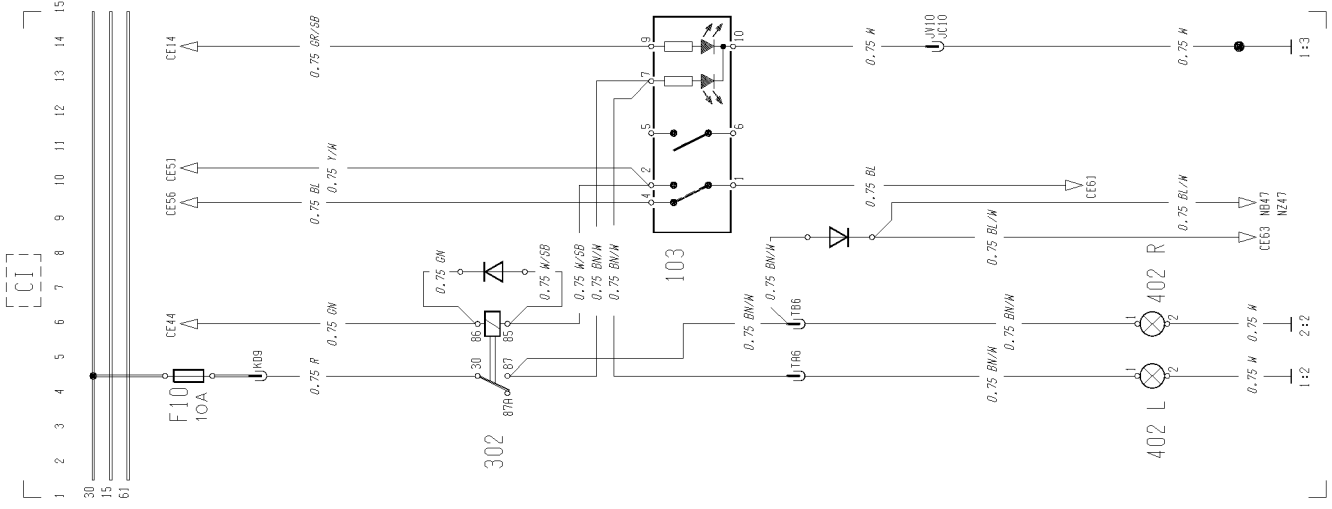 CI
15
14
13
12
11
10
9
8
7
6
5
4
3
2
1
30
15
61
CE14
0.75 GR/SB
CE51
0.75 Y/W
CE56
0.75 BL
CE44
0.75 GN
F10
10A
KD9
0.75 R
0.75 GN
0.75 W/SB
86
85
30
87
87A
302
0.75 W/SB
0.75 BN/W
0.75 BN/W
9
10
7
5
6
2
4
1
103
0.75 W
JV10
JC10
0.75 W
1:3
0.75 BL
CE61
0.75 BL/W
NB47
NZ47
0.75 BL/W
CE63
0.75 BN/W
0.75 BN/W
TB6
0.75 BN/W
1
2
402 R
0.75 W
2:2
TA6
0.75 BN/W
1
2
402 L
0.75 W
1:2